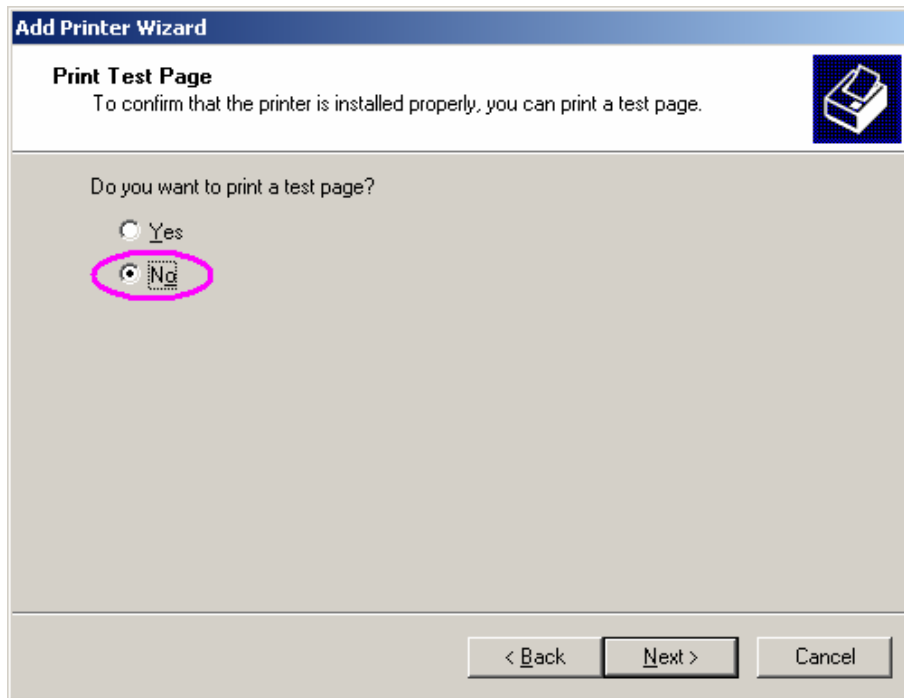 Add Printer Wizard
Print Test Page
To confirm that the printer is installed properly, you can print a test page.
Do you want to print a test page?
Yes
No
< Back
Next >
Cancel